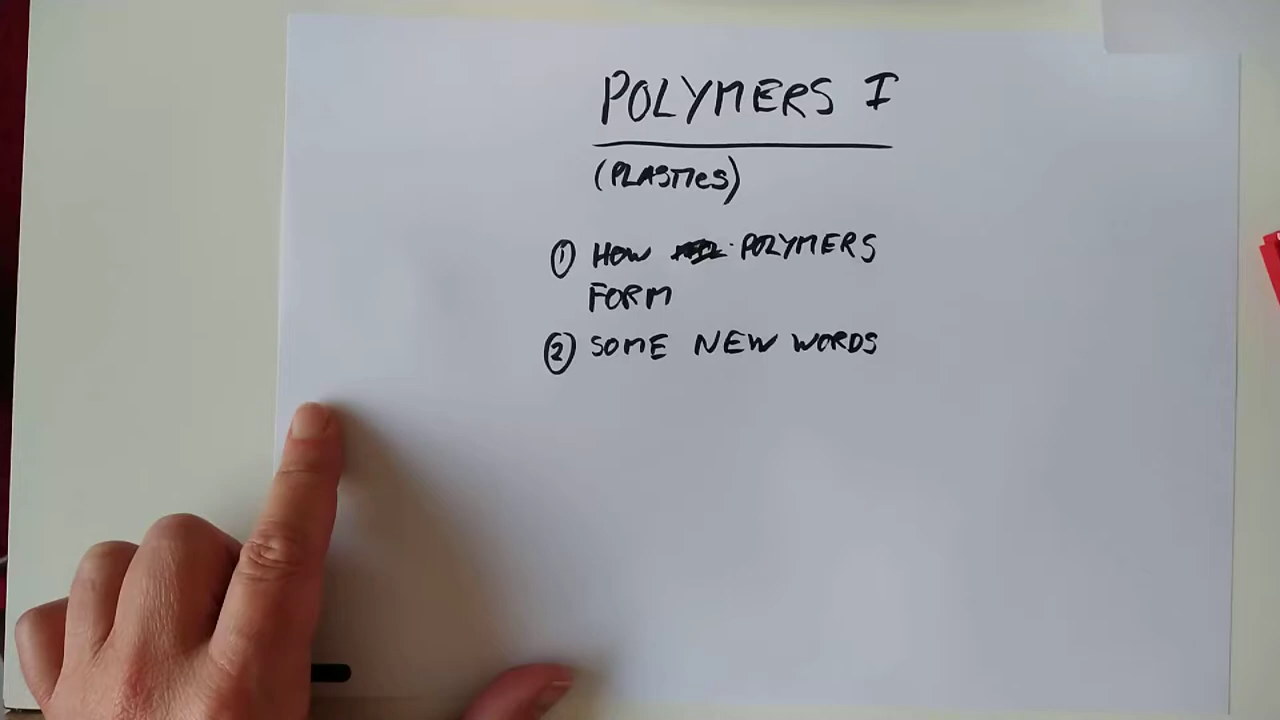 POLYMERS I
(PLASTICS)
① HOW POLYMERS
FORM
② SOME NEW WORDS